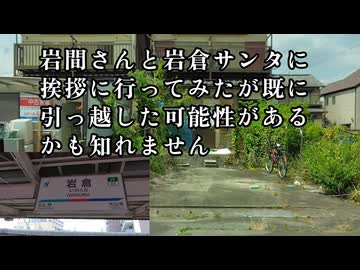 岩間さんと岩倉サンタに
挨拶に行ってみたが既に
引っ越した可能性がある
かも知れません
岩倉